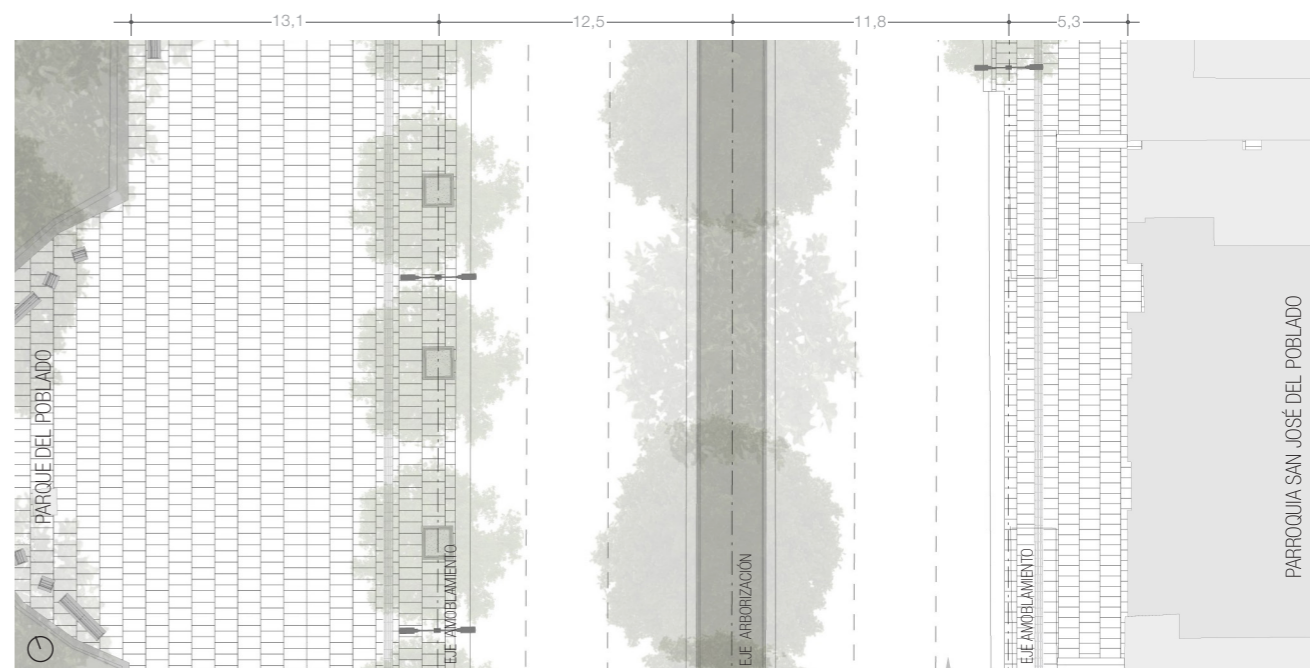 13,1
12,5
11,8
5,3
PARQUE DEL POBLADO
EJE AMOBLAMIENTO
EJE ARBORIZACIÓN
EJE AMOBLAMIENTO
PARROQUIA SAN JOSÉ DEL POBLADO